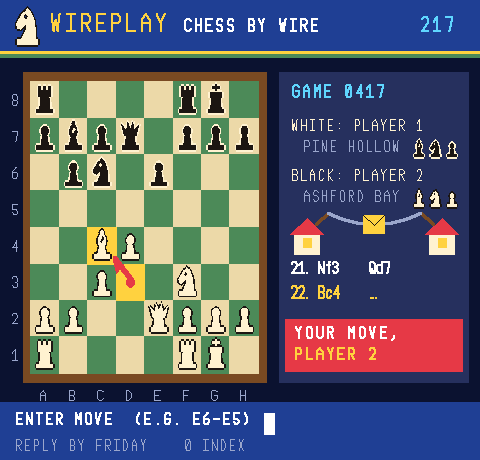 WIREPLAY CHESS BY WIRE 217
8
7
6
5
4
3
2
1
A B C D E F G H
GAME 0417
WHITE: PLAYER 1
PINE HOLLOW
BLACK: PLAYER 2
ASHFORD BAY
21. Nf3 Qd7
22. Bc4 …
YOUR MOVE,
PLAYER 2
ENTER MOVE (E.G. E6-E5)
REPLY BY FRIDAY 0 INDEX